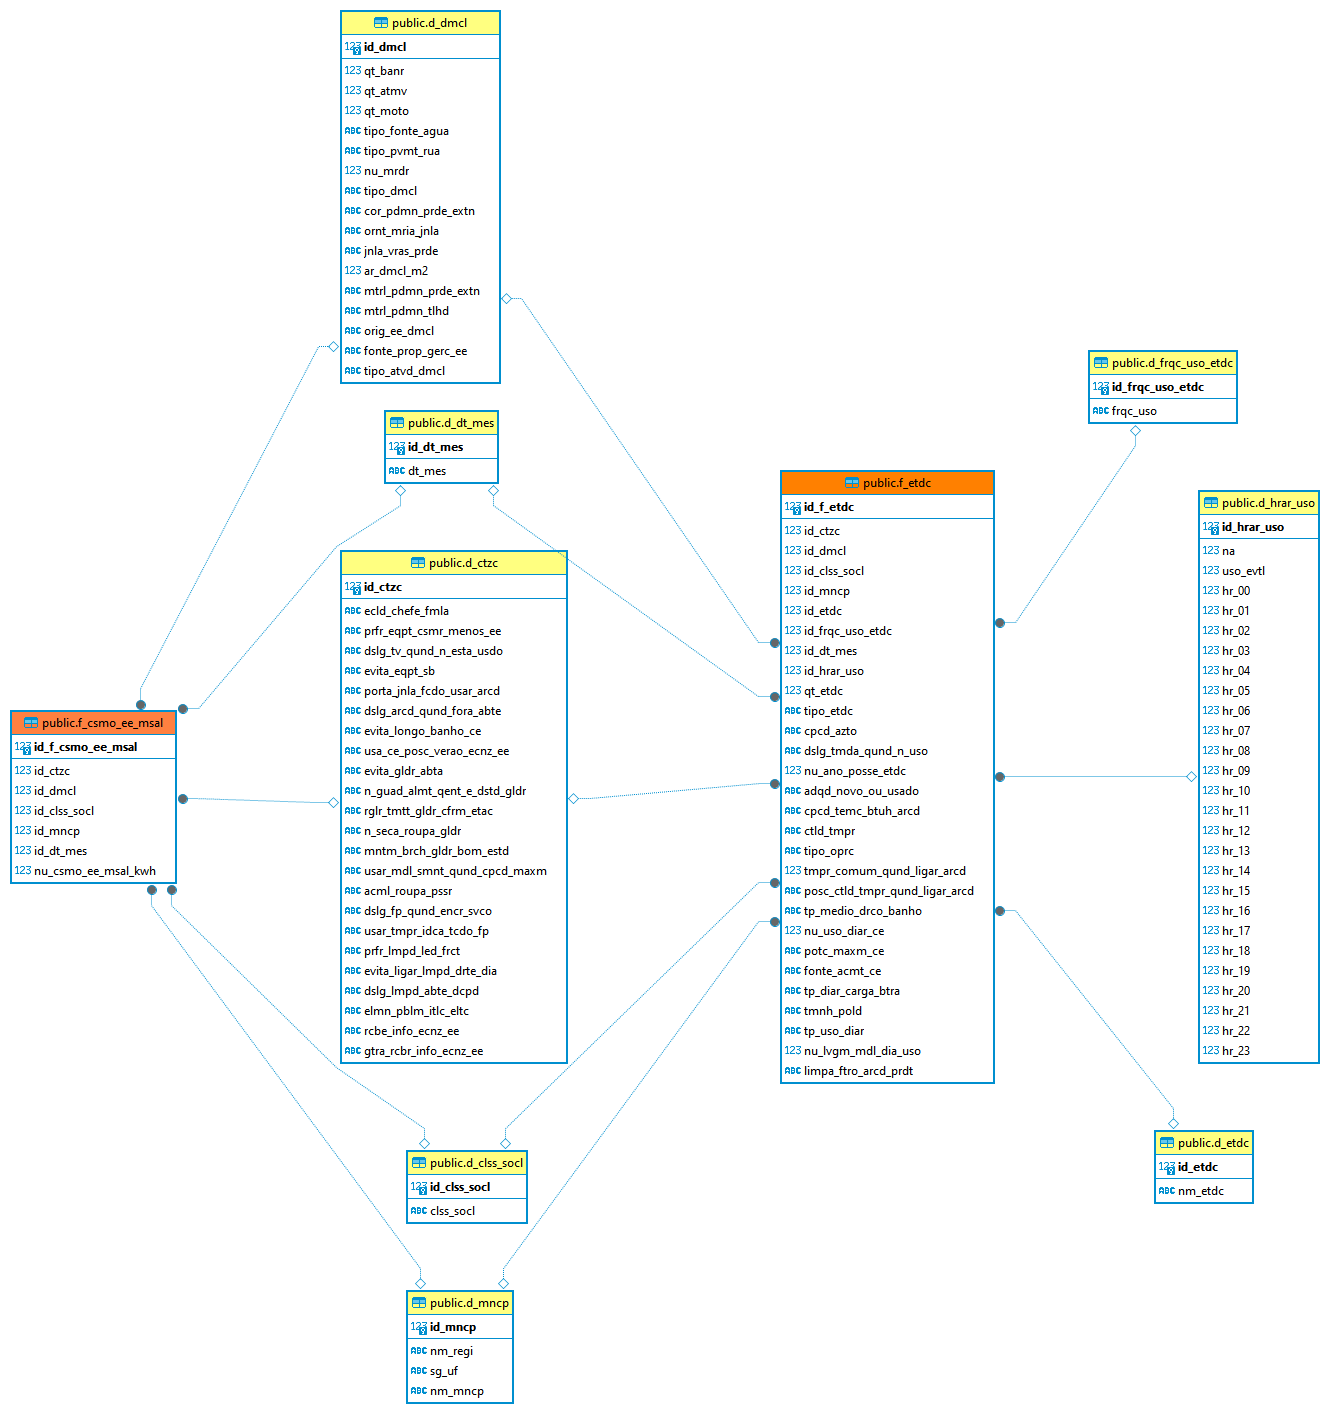 public.d_dmcl
123 id_dmcl
123 qt_banr
123 qt_atmv
123 qt_moto
ABC tipo_fonte_agua
ABC tipo_pvmt_rua
123 nu_mrdr
ABC tipo_dmcl
ABC cor_pdmn_prde_extn
ABC ornt_mria_jnla
ABC jnla_vras_prde
123 ar_dmcl_m2
ABC mtrl_pdmn_prde_extn
ABC mtrl_pdmn_tlhd
ABC orig_ee_dmcl
ABC fonte_prop_gerc_ee
ABC tipo_atvd_dmcl
public.d_dt_mes
123 id_dt_mes
ABC dt_mes
public.d_ctzc
123 id_ctzc
ABC ecld_chefe_fmla
ABC prfr_eqpt_csmr_menos_ee
ABC dslg_tv_qund_n_esta_usdo
ABC evita_eqpt_sb
ABC porta_jnla_fcdo_usar_arcd
ABC dslg_arcd_qund_fora_abte
ABC evita_longo_banho_ce
ABC usa_ce_posc_verao_ecnz_ee
ABC evita_gldr_abta
ABC n_guad_almt_qent_e_dstd_gldr
ABC rglr_tmtt_gldr_cfrm_etac
ABC n_seca_roupa_gldr
ABC mntm_brch_gldr_bom_estd
ABC usar_mdl_smnt_qund_cpcd_maxm
ABC acml_roupa_pssr
ABC dslg_fp_qund_encr_svco
ABC usar_tmpr_idca_tcdo_fp
ABC prfr_lmpd_led_frct
ABC evita_ligar_lmpd_drte_dia
ABC dslg_lmpd_abte_dcpd
ABC elmn_pblm_itlc_eltc
ABC rcbe_info_ecnz_ee
ABC gtra_rcbr_info_ecnz_ee
public.f_csmo_ee_msal
123 id_f_csmo_ee_msal
123 id_ctzc
123 id_dmcl
123 id_clss_socl
123 id_mncp
123 id_dt_mes
123 nu_csmo_ee_msal_kwh
public.d_clss_socl
123 id_clss_socl
ABC clss_socl
public.d_mncp
123 id_mncp
ABC nm_regi
ABC sg_uf
ABC nm_mncp
public.f_etdc
123 id_f_etdc
123 id_ctzc
123 id_dmcl
123 id_clss_socl
123 id_mncp
123 id_etdc
123 id_frqc_uso_etdc
123 id_dt_mes
123 id_hrar_uso
123 qt_etdc
ABC tipo_etdc
ABC cpcd_azto
ABC dslg_tmda_qund_n_uso
123 nu_ano_posse_etdc
ABC adqd_novo_ou_usado
ABC cpcd_temc_btuh_arcd
ABC ctld_tmpr
ABC tipo_oprc
123 tmpr_comum_qund_ligar_arcd
ABC posc_ctld_tmpr_qund_ligar_arcd
ABC tp_medio_drco_banho
123 nu_uso_diar_ce
ABC potc_maxm_ce
ABC fonte_acmt_ce
ABC tp_diar_carga_btra
ABC tmnh_pold
ABC tp_uso_diar
123 nu_lvgm_mdl_dia_uso
ABC limpa_ftro_arcd_prdt
public.d_frqc_uso_etdc
123 id_frqc_uso_etdc
ABC frqc_uso
public.d_hrar_uso
123 id_hrar_uso
123 na
123 uso_evtl
123 hr_00
123 hr_01
123 hr_02
123 hr_03
123 hr_04
123 hr_05
123 hr_06
123 hr_07
123 hr_08
123 hr_09
123 hr_10
123 hr_11
123 hr_12
123 hr_13
123 hr_14
123 hr_15
123 hr_16
123 hr_17
123 hr_18
123 hr_19
123 hr_20
123 hr_21
123 hr_22
123 hr_23
public.d_etdc
123 id_etdc
ABC nm_etdc